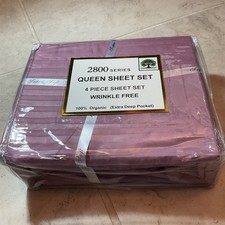 2800 SERIES
QUEEN SHEET SET
4 PIECE SHEET SET
WRINKLE FREE
100% Organic (Extra Deep Pocket)